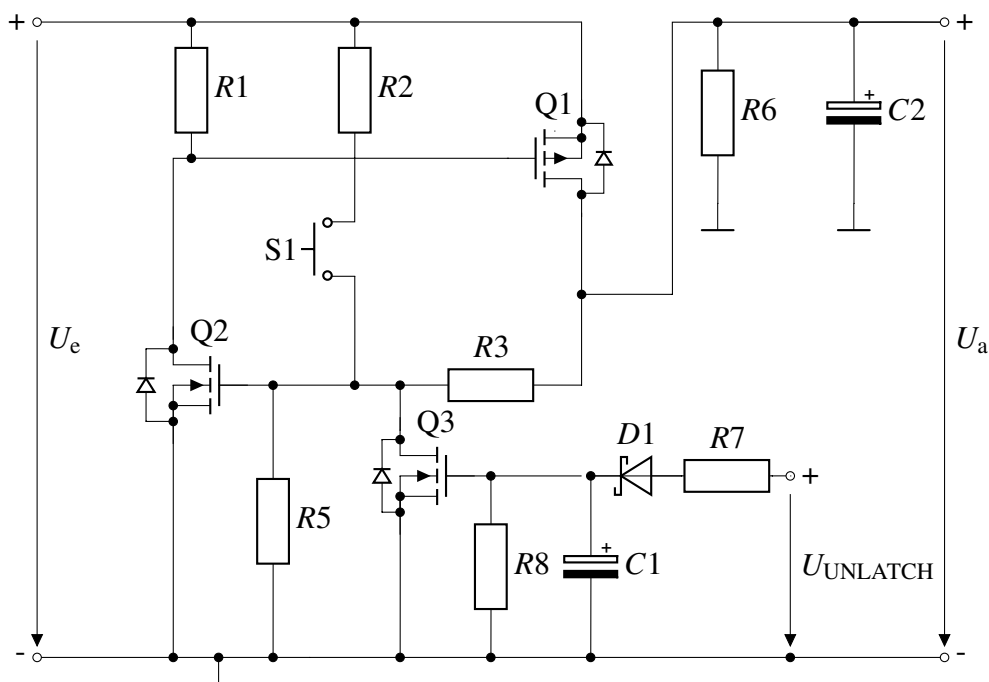 + +
R1 R2 Q1 R6 + C2
S1
Ue Q2 R3 Ua
Q3 D1 R7
+
R5 R8 + C1 UUNLATCH
- -